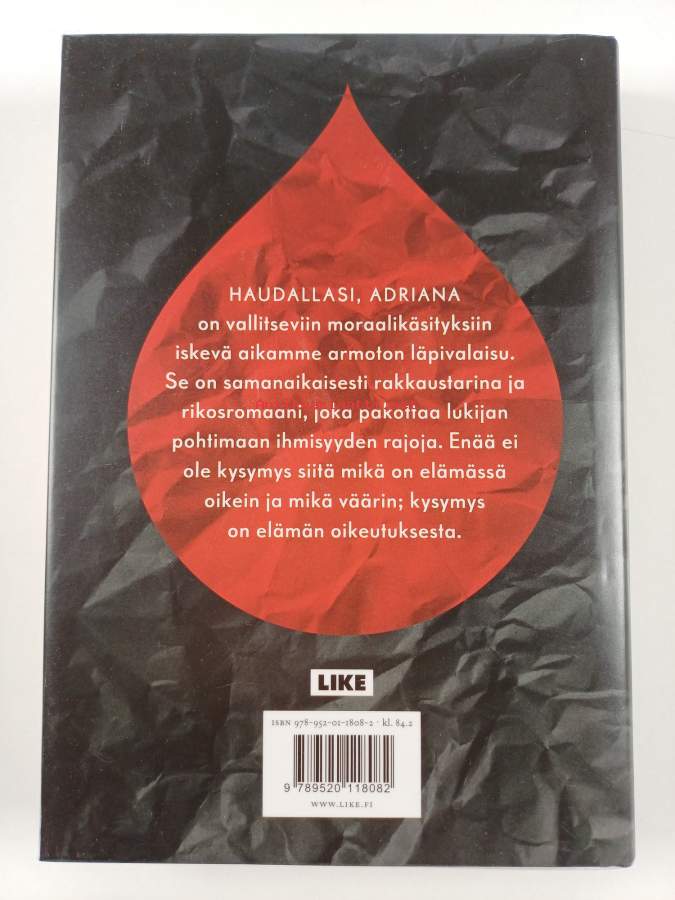 HAUDALLASI, ADRIANA
on vallitseviin moraalikäsityksiin
iskevä aikamme armoton läpivalaisu.
Se on samanaikaisesti rakkaustarina ja
rikosromaani, joka pakottaa lukijan
pohtimaan ihmisyyden rajoja. Enää ei
ole kysymys siitä mikä on elämässä
oikein ja mikä väärin; kysymys
on elämän oikeutuksesta.
LIKE
ISBN 978-952-01-1808-2 · kl. 84.2
9 789520 118082
WWW.LIKE.FI